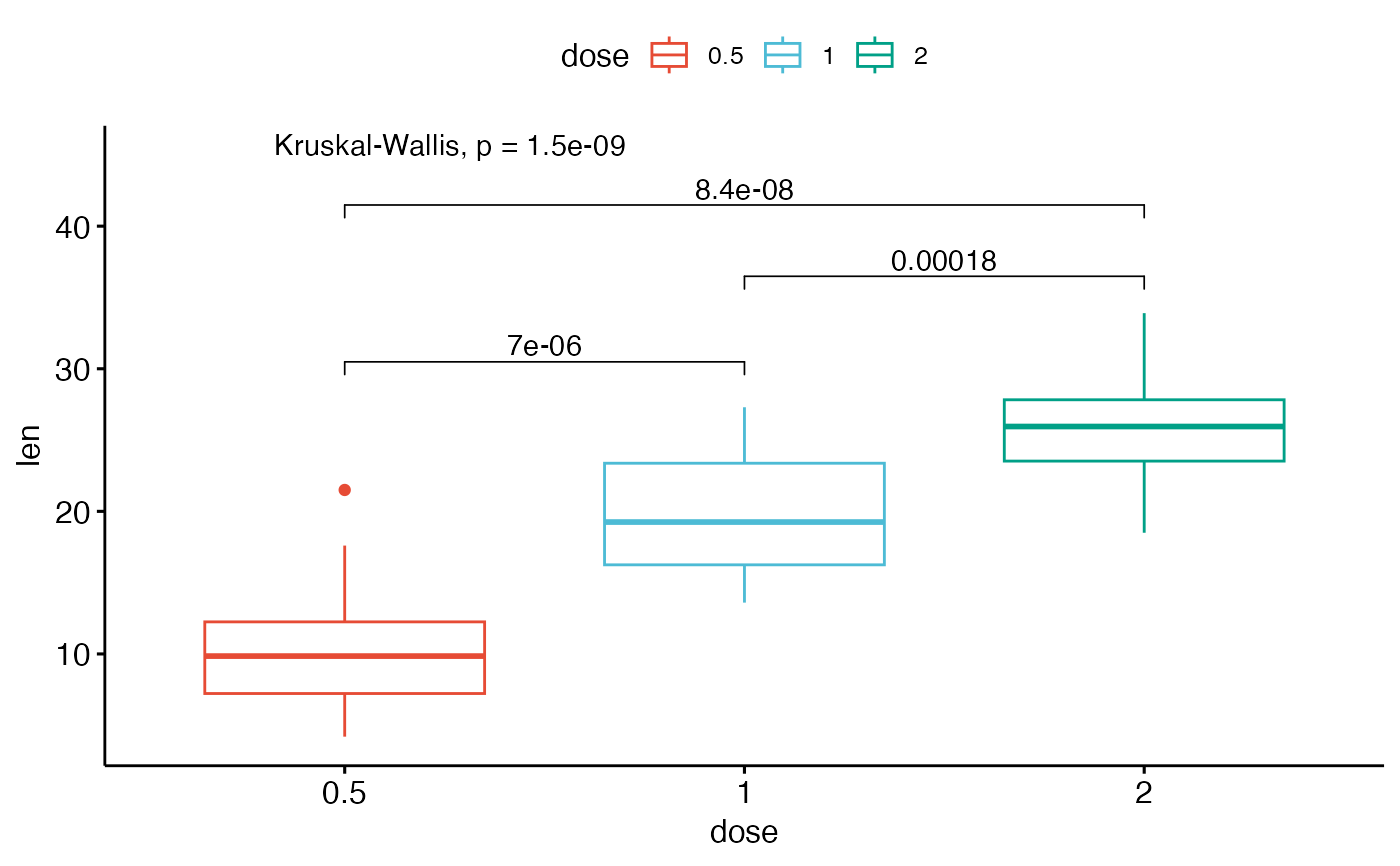 dose 0.5 1 2
Kruskal-Wallis, p = 1.5e-09
8.4e-08
0.00018
7e-06
40
30
20
10
len
0.5 1 2
dose